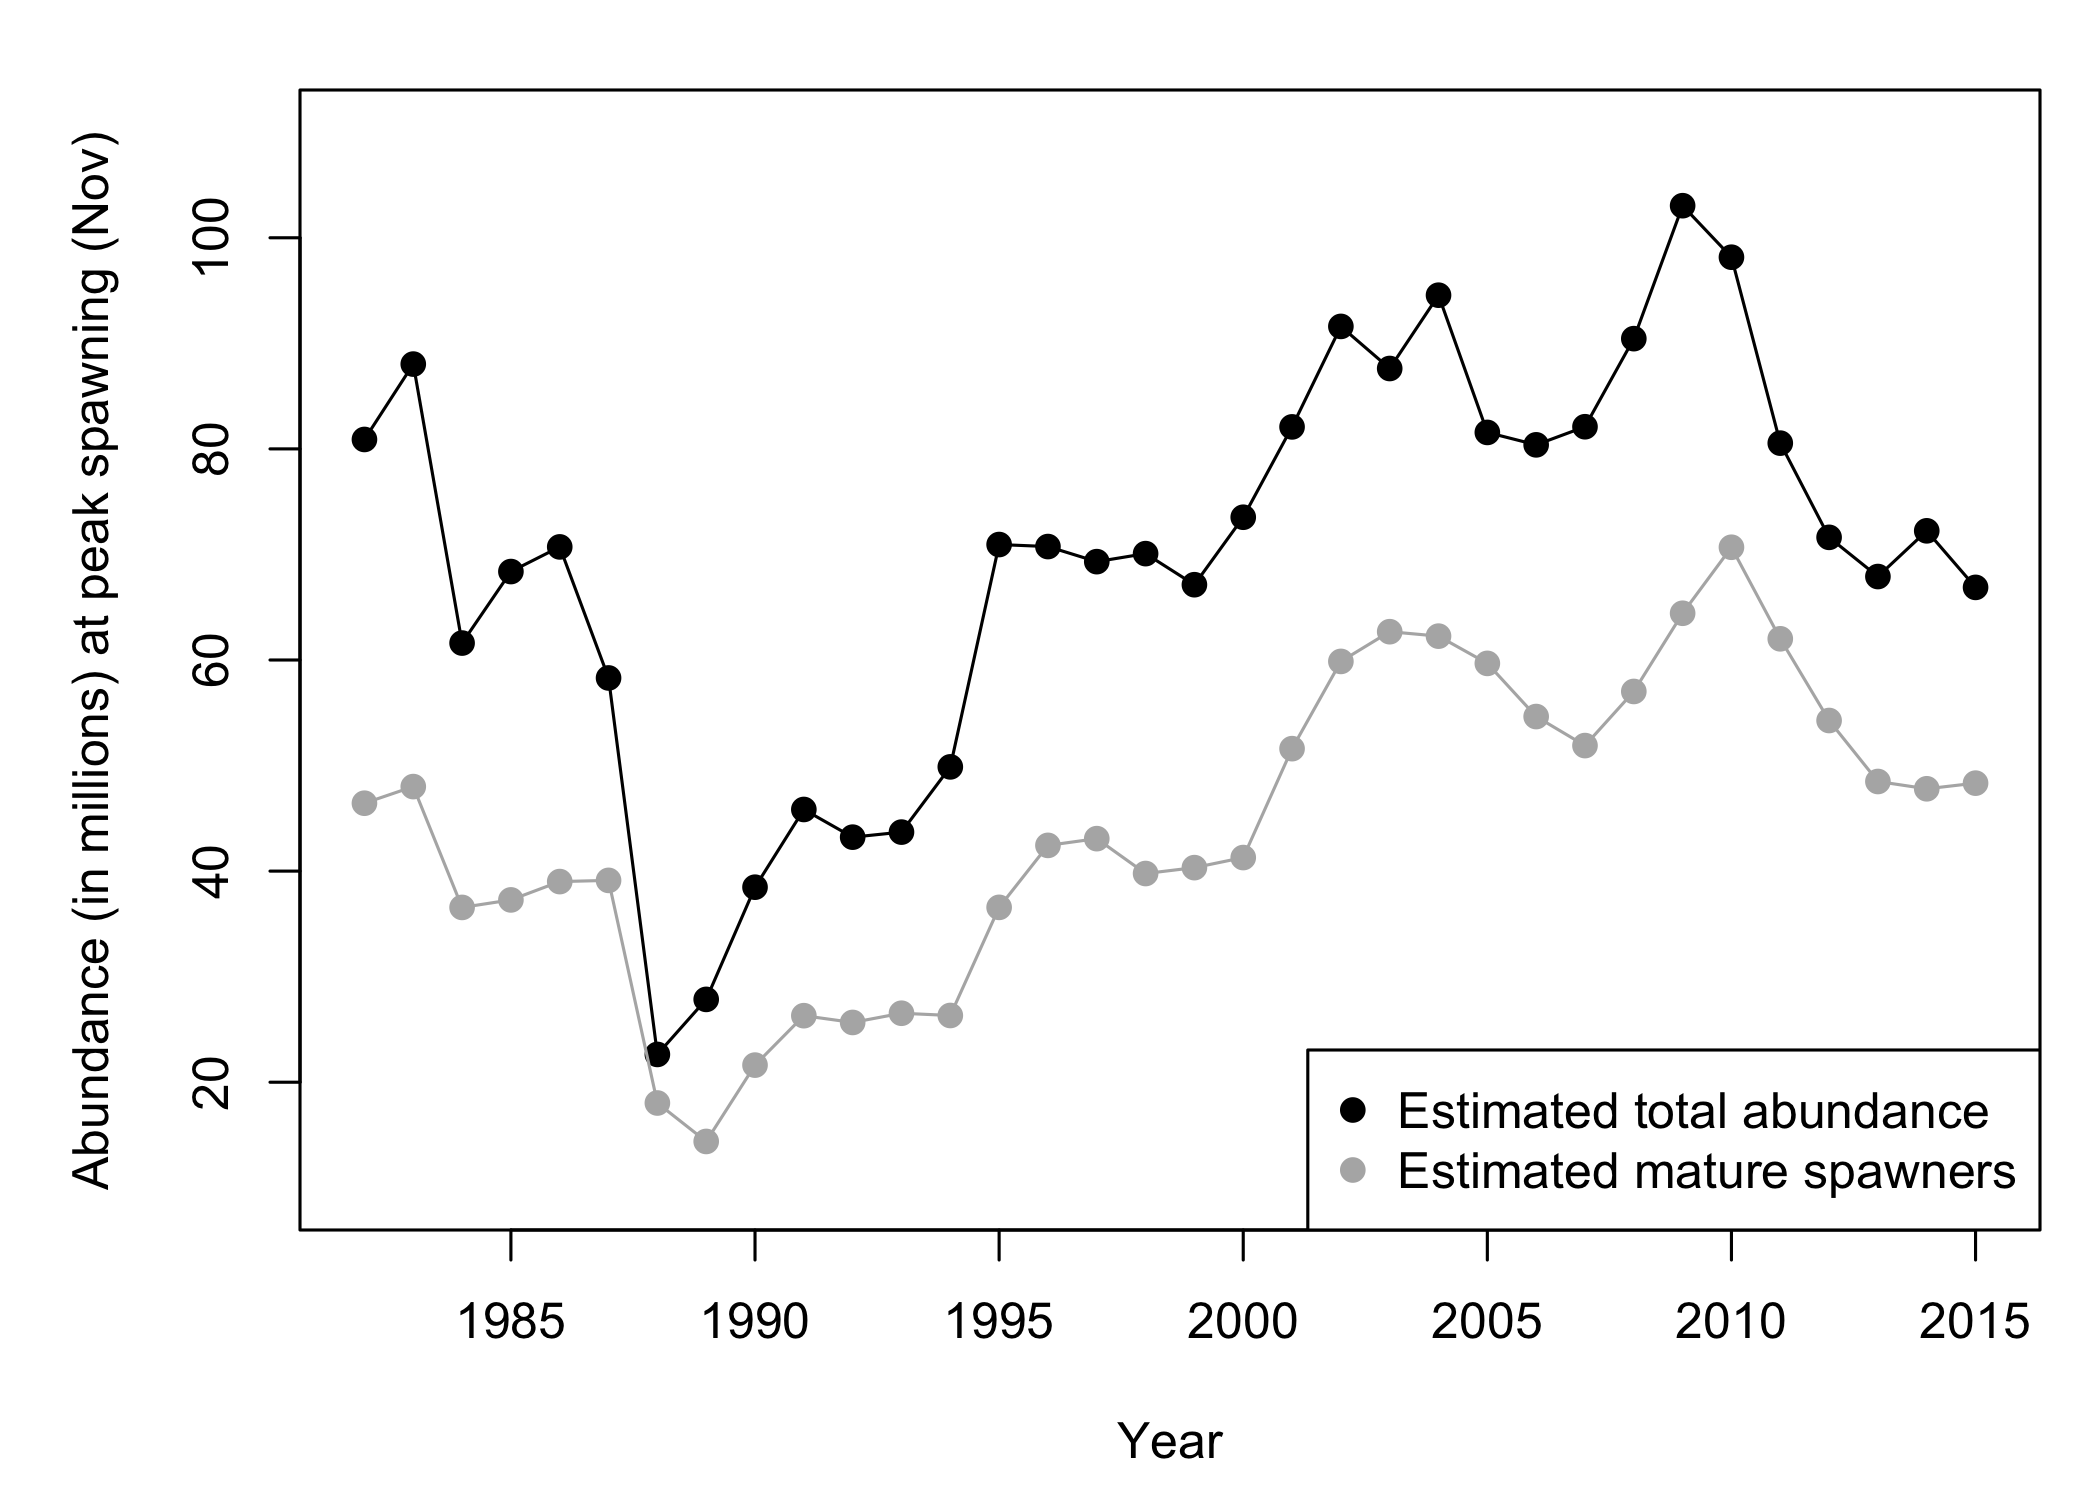 Abundance (in millions) at peak spawning (Nov)
100
80
60
40
20
Estimated total abundance
Estimated mature spawners
1985 1990 1995 2000 2005 2010 2015
Year